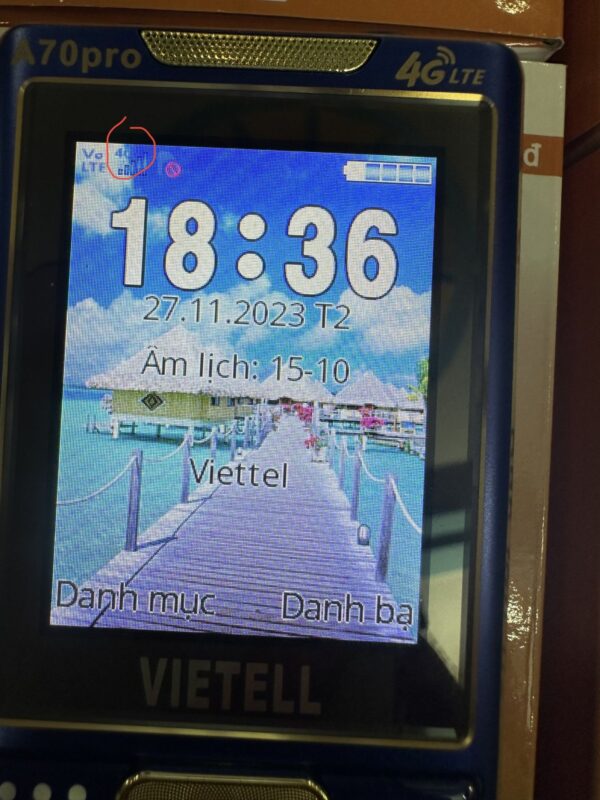 A70pro
4G LTE
Vo
LTE
4G
đ
18:36
27.11.2023 T2
Âm lịch: 15-10
Viettel
Danh mục
Danh bạ
VIETELL